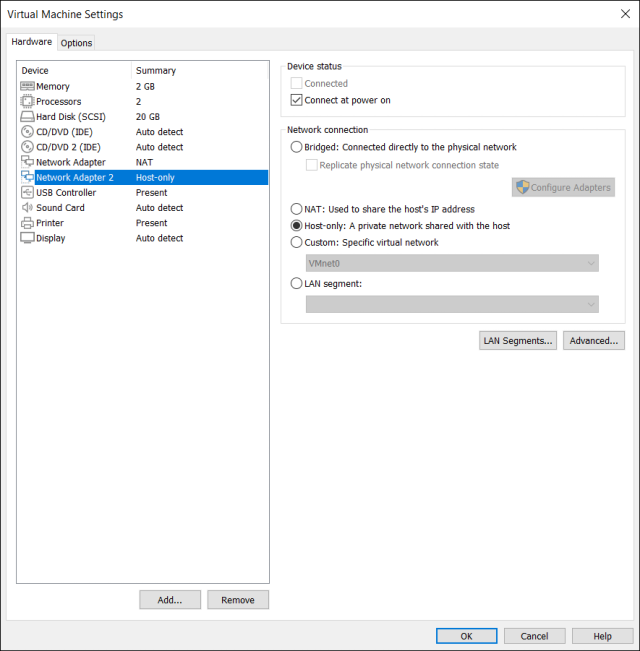 Virtual Machine Settings
Hardware Options
Device Summary
Memory 2 GB
Processors 2
Hard Disk (SCSI) 20 GB
CD/DVD (IDE) Auto detect
CD/DVD 2 (IDE) Auto detect
Network Adapter NAT
Network Adapter 2 Host-only
USB Controller Present
Sound Card Auto detect
Printer Present
Display Auto detect
Add... Remove
Device status
Connected
Connect at power on
Network connection
Bridged: Connected directly to the physical network
Replicate physical network connection state
Configure Adapters
NAT: Used to share the host's IP address
Host-only: A private network shared with the host
Custom: Specific virtual network
VMnet0
LAN segment:
LAN Segments... Advanced...
OK Cancel Help